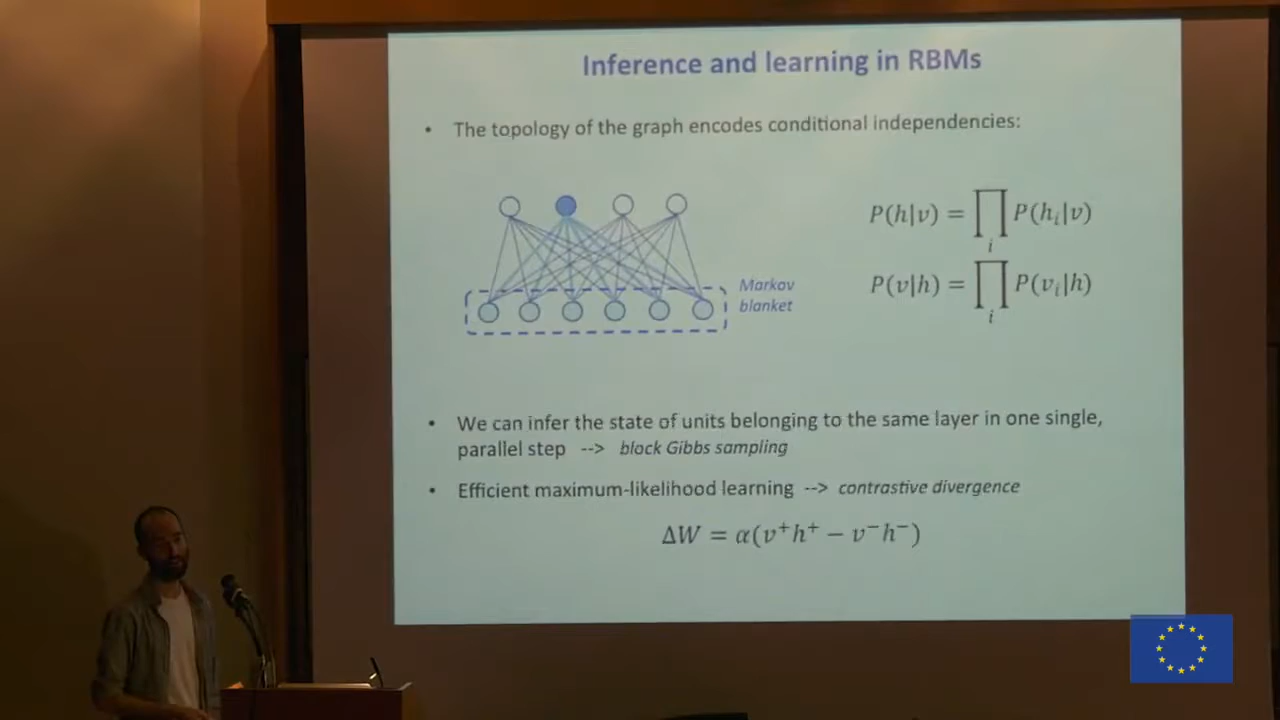 Inference and learning in RBMs
• The topology of the graph encodes conditional independencies:
P(h|v) = ∏ᵢ P(hᵢ|v)
Markov
blanket
P(v|h) = ∏ᵢ P(vᵢ|h)
• We can infer the state of units belonging to the same layer in one single,
parallel step --> block Gibbs sampling
• Efficient maximum-likelihood learning --> contrastive divergence
ΔW = α(v⁺h⁺ − v⁻h⁻)